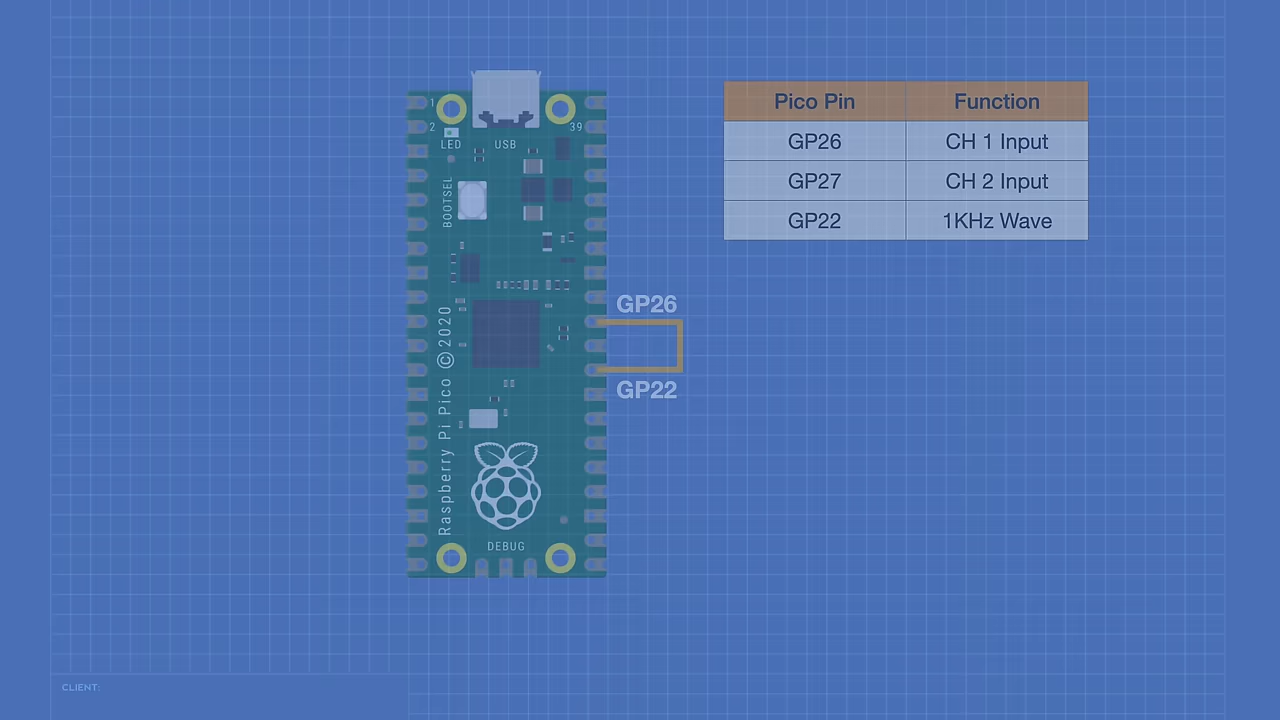 1
2
39
LED
USB
BOOTSEL
Raspberry Pi Pico ©2020
DEBUG
GP26
GP22
Pico Pin Function
GP26 CH 1 Input
GP27 CH 2 Input
GP22 1KHz Wave
CLIENT: